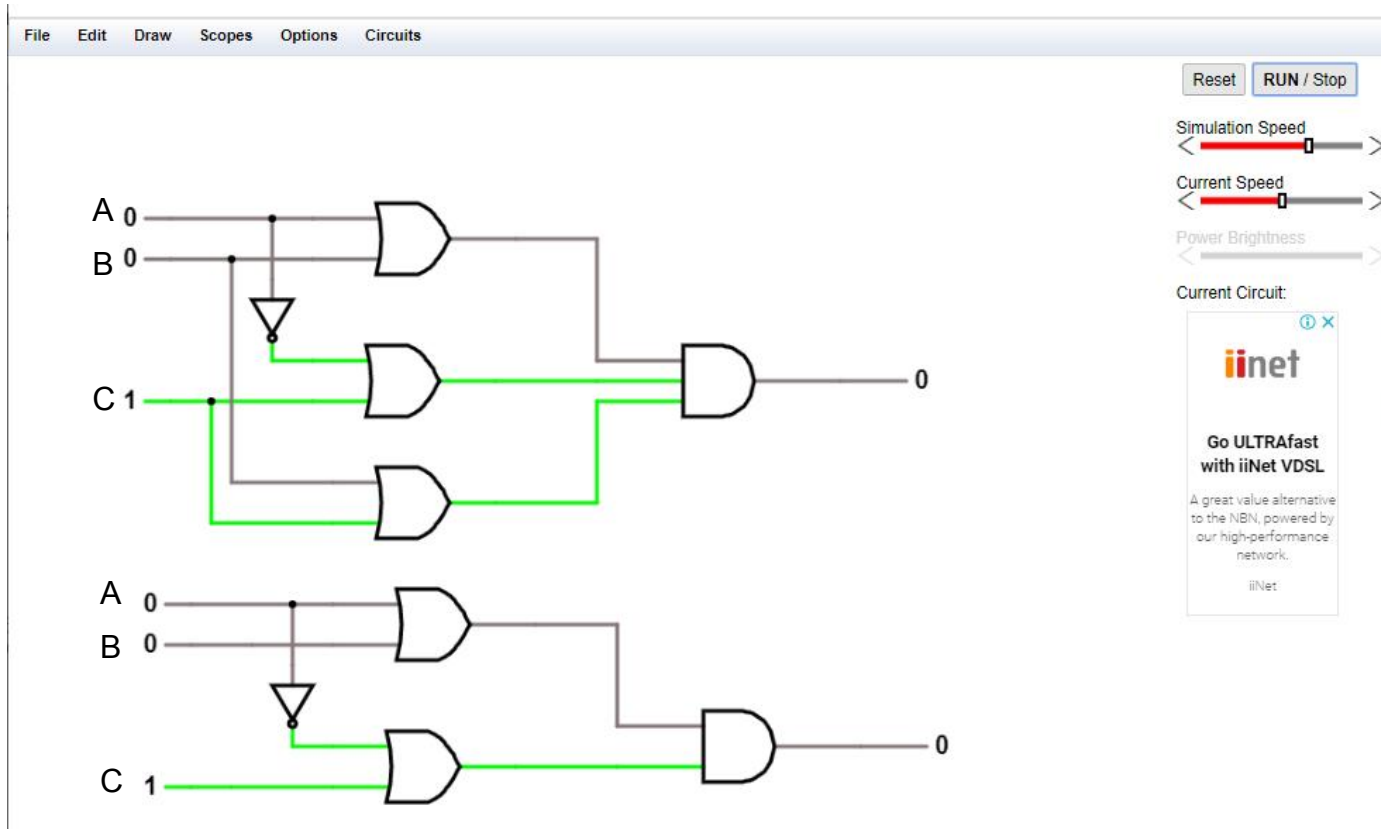 File Edit Draw Scopes Options Circuits
Reset RUN / Stop
Simulation Speed
Current Speed
Power Brightness
Current Circuit:
iinet
Go ULTRAfast
with iiNet VDSL
A great value alternative
to the NBN, powered by
our high-performance
network.
iiNet
A 0
B 0
C 1
0
A 0
B 0
C 1
0